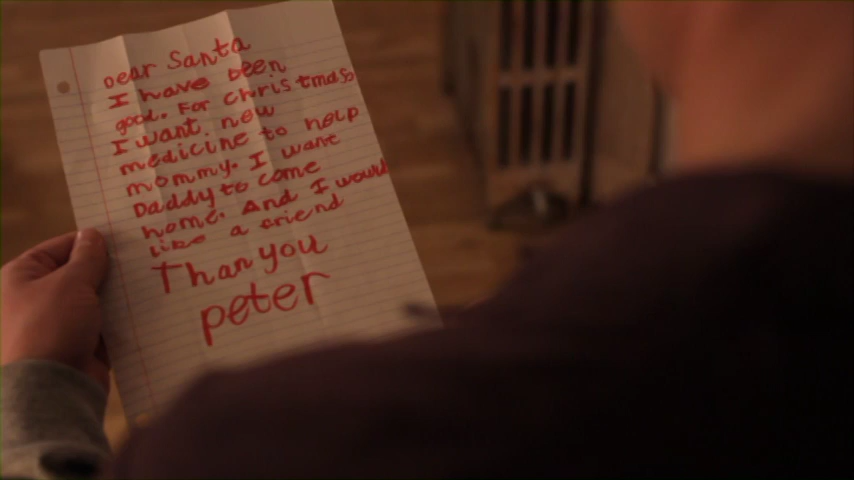 Dear Santa
I have been
good. For christmass
I want. new
medicine to help
mommy. I want
Daddy to come
home. And I would
like a friend
Than you
peter